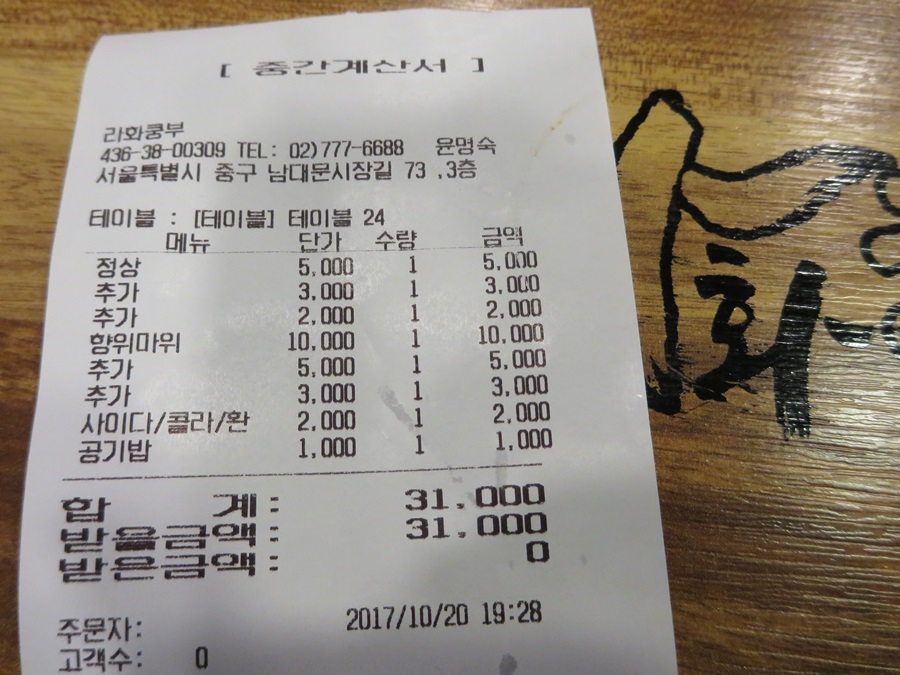 [ 중간계산서 ]
라화쿵부
436-38-00309 TEL: 02)777-6688 윤명숙
서울특별시 중구 남대문시장길 73 ,3층
테이블 : [테이블] 테이블 24
메뉴 단가 수량 금액
정상 5,000 1 5,000
추가 3,000 1 3,000
추가 2,000 1 2,000
향위마위 10,000 1 10,000
추가 5,000 1 5,000
추가 3,000 1 3,000
사이다/콜라/환 2,000 1 2,000
공기밥 1,000 1 1,000
합 계: 31,000
받을금액: 31,000
받은금액: 0
2017/10/20 19:28
주문자:
고객수: 0
화